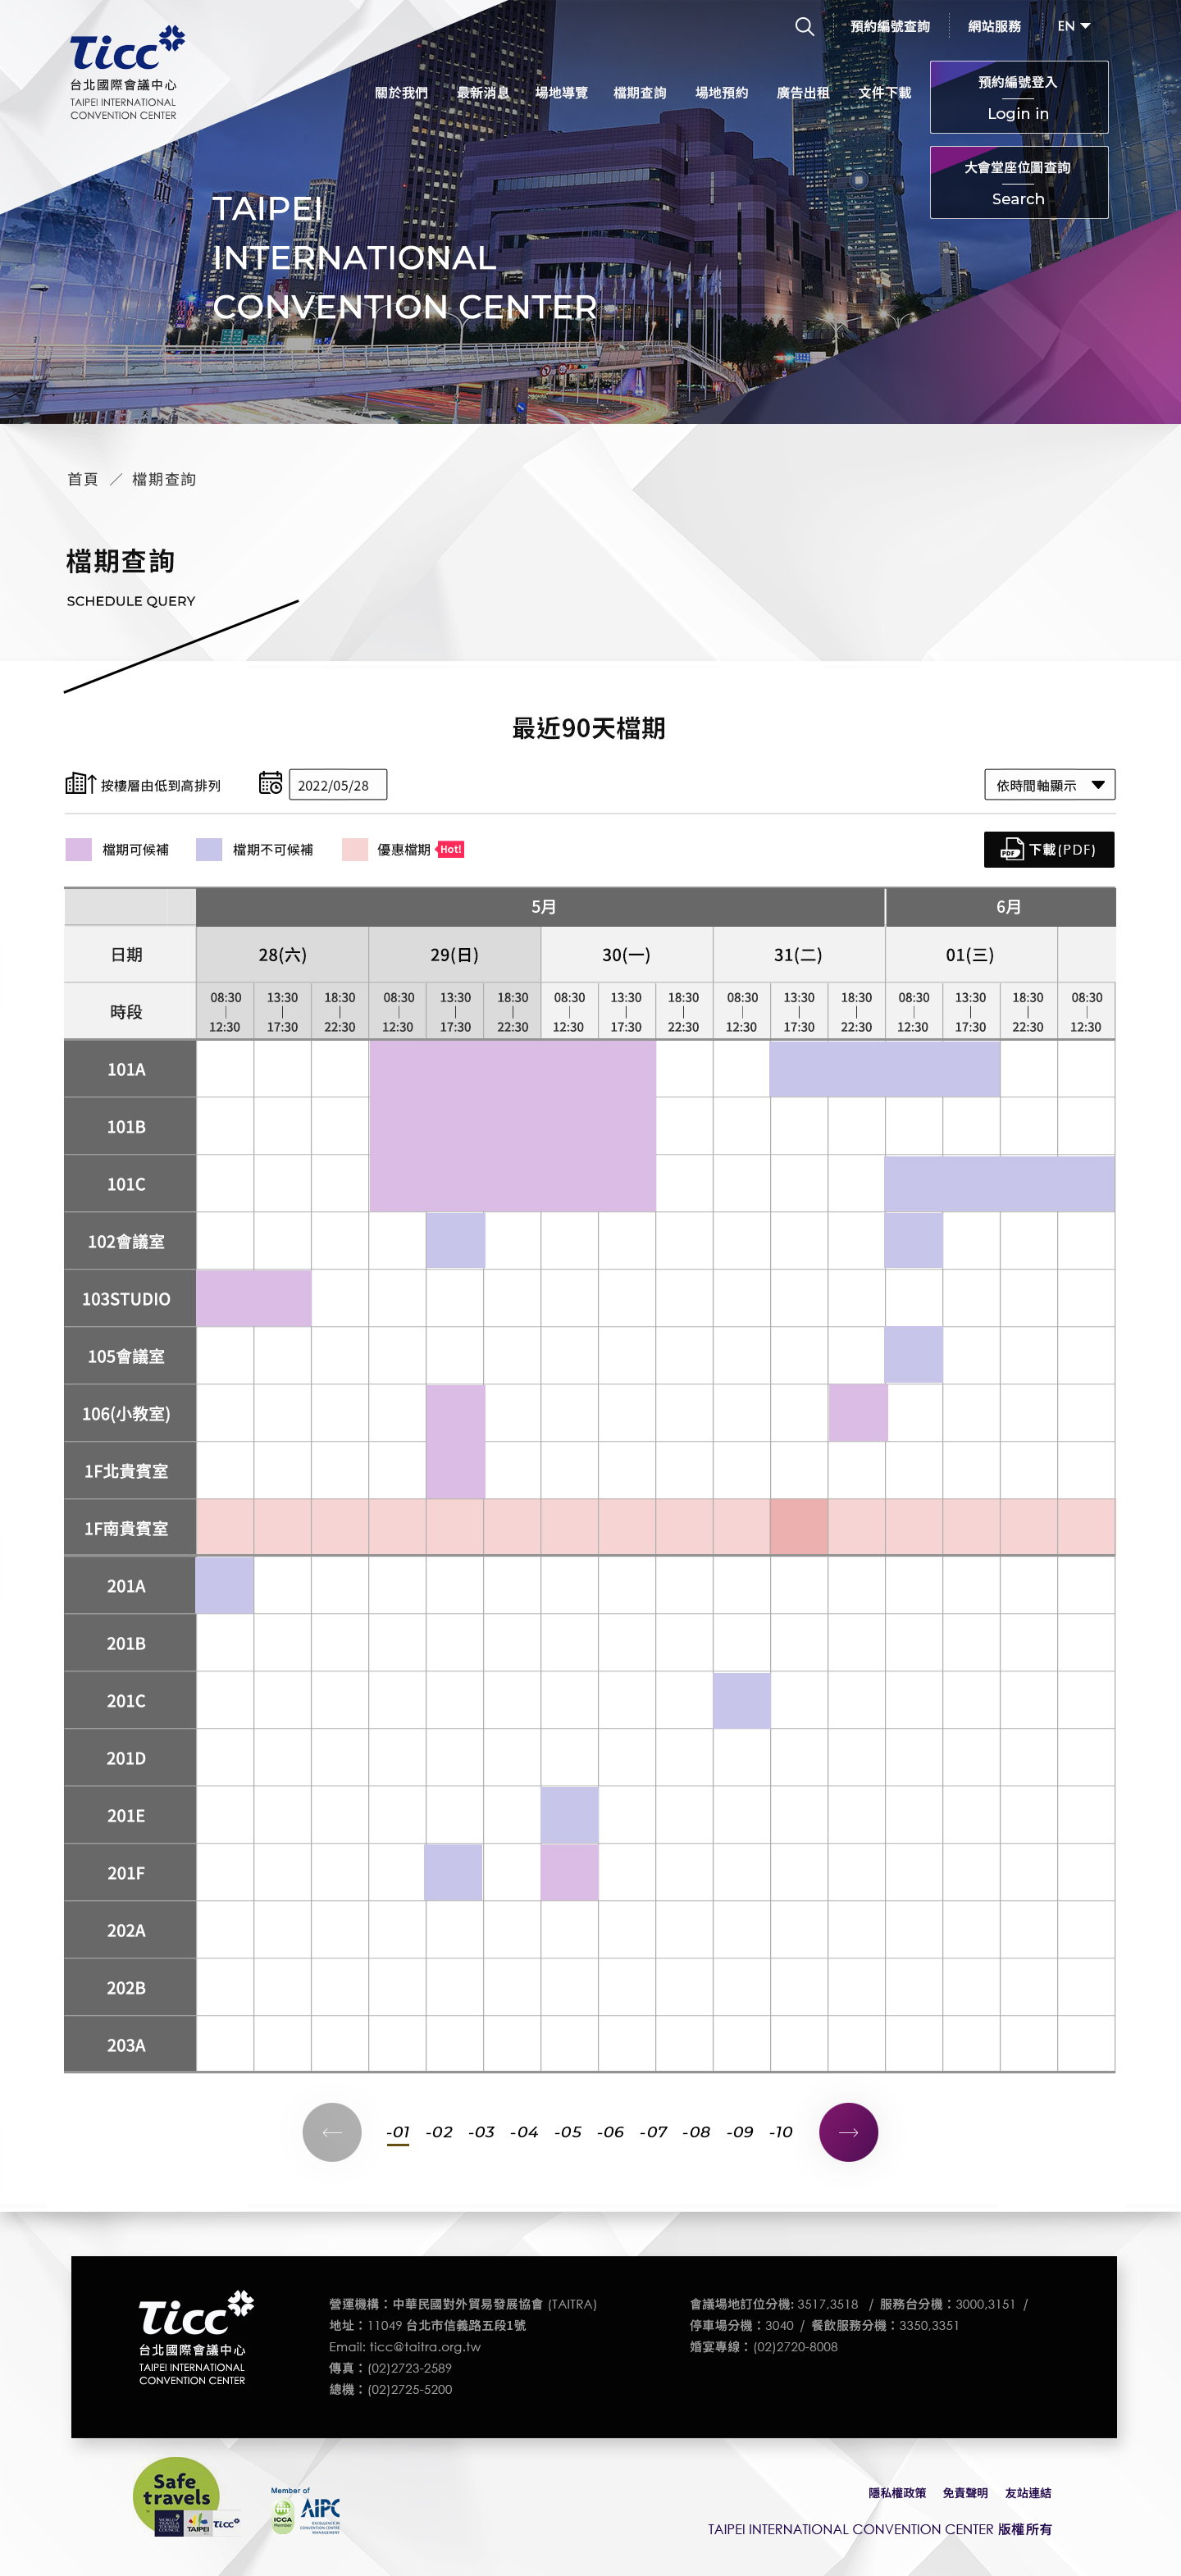 Ticc
台北國際會議中心
TAIPEI INTERNATIONAL
CONVENTION CENTER
預約編號查詢
網站服務
EN
關於我們
最新消息
場地導覽
檔期查詢
場地預約
廣告出租
文件下載
預約編號登入
Login in
大會堂座位圖查詢
Search
TAIPEI
INTERNATIONAL
CONVENTION CENTER
首頁 ／ 檔期查詢
檔期查詢
SCHEDULE QUERY
最近90天檔期
按樓層由低到高排列
2022/05/28
依時間軸顯示
檔期可候補
檔期不可候補
優惠檔期 Hot!
PDF 下載(PDF)
5月 6月
日期 28(六) 29(日) 30(一) 31(二) 01(三)
時段 08:30 13:30 18:30 08:30 13:30 18:30 08:30 13:30 18:30 08:30 13:30 18:30 08:30 13:30 18:30 08:30
12:30 17:30 22:30 12:30 17:30 22:30 12:30 17:30 22:30 12:30 17:30 22:30 12:30 17:30 22:30 12:30
101A
101B
101C
102會議室
103STUDIO
105會議室
106(小教室)
1F北貴賓室
1F南貴賓室
201A
201B
201C
201D
201E
201F
202A
202B
203A
-01 -02 -03 -04 -05 -06 -07 -08 -09 -10
Ticc
台北國際會議中心
TAIPEI INTERNATIONAL
CONVENTION CENTER
營運機構：中華民國對外貿易發展協會 (TAITRA)
地址：11049 台北市信義路五段1號
Email: ticc@taitra.org.tw
傳真：(02)2723-2589
總機：(02)2725-5200
會議場地訂位分機: 3517,3518 / 服務台分機：3000,3151 /
停車場分機：3040 / 餐飲服務分機：3350,3351
婚宴專線：(02)2720-8008
Safe
travels
WORLD
TRAVEL &
TOURISM
COUNCIL
TAIPEI
Ticc
Member of
ICCA
Member
AIPC
EXCELLENCE IN
CONVENTION CENTRE
MANAGEMENT
隱私權政策
免責聲明
友站連結
TAIPEI INTERNATIONAL CONVENTION CENTER 版權所有